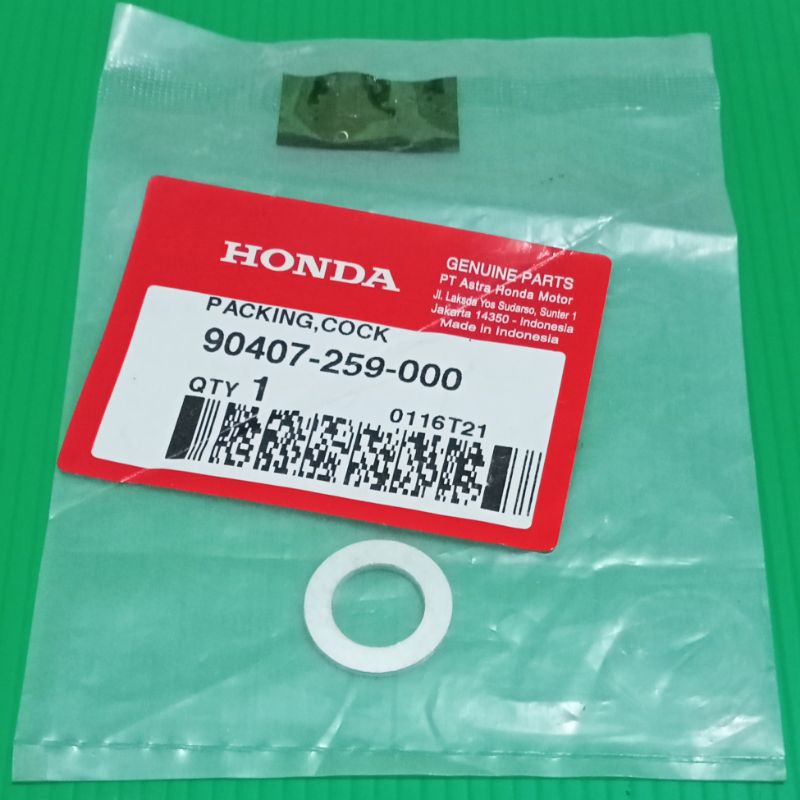 HONDA
GENUINE PARTS
PT Astra Honda Motor
Jl. Laksda Yos Sudarso, Sunter 1
Jakarta 14350 - Indonesia
Made in Indonesia
PACKING,COCK
90407-259-000
QTY 1
0116T21